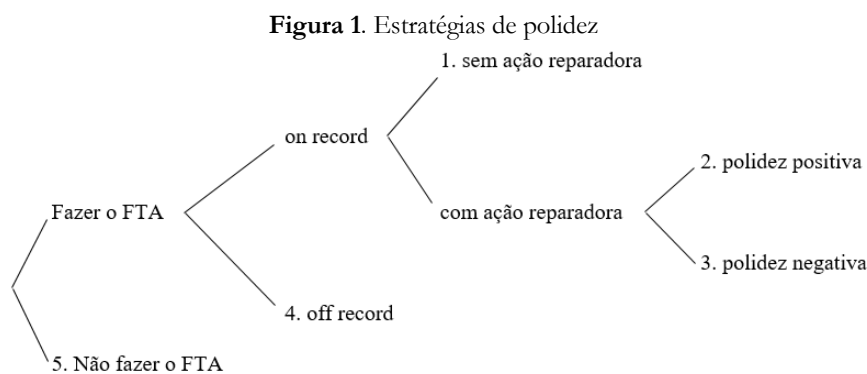 Figura 1. Estratégias de polidez
1. sem ação reparadora
on record
2. polidez positiva
Fazer o FTA
com ação reparadora
3. polidez negativa
4. off record
5. Não fazer o FTA